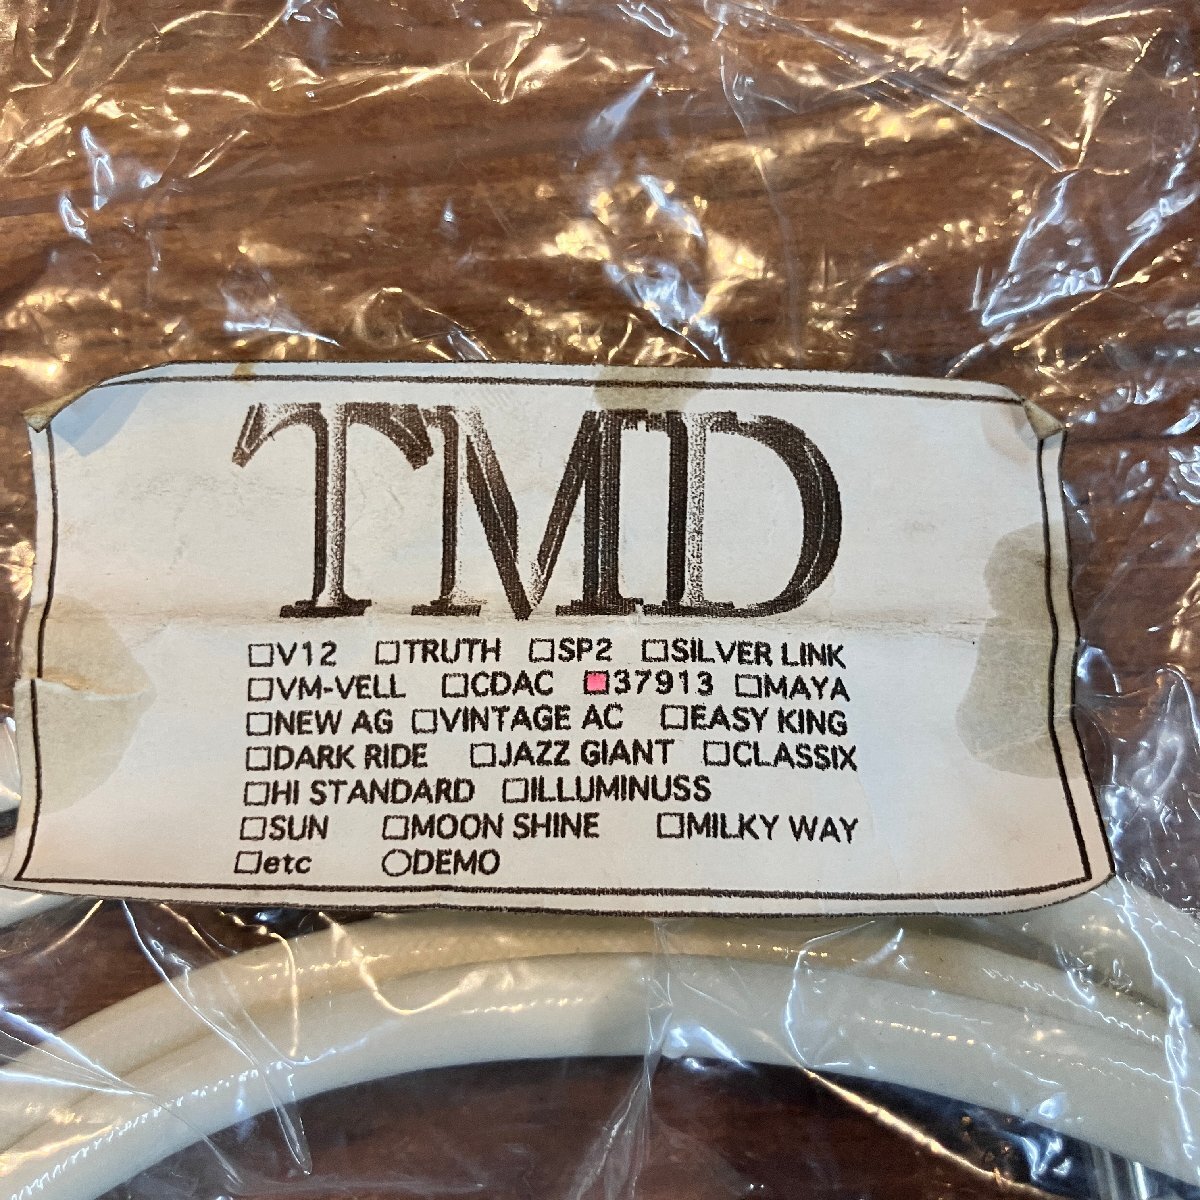 TMD
□V12 □TRUTH □SP2 □SILVER LINK
□VM-VELL □CDAC ■37913 □MAYA
□NEW AG □VINTAGE AC □EASY KING
□DARK RIDE □JAZZ GIANT □CLASSIX
□HI STANDARD □ILLUMINUSS
□SUN □MOON SHINE □MILKY WAY
□etc ○DEMO